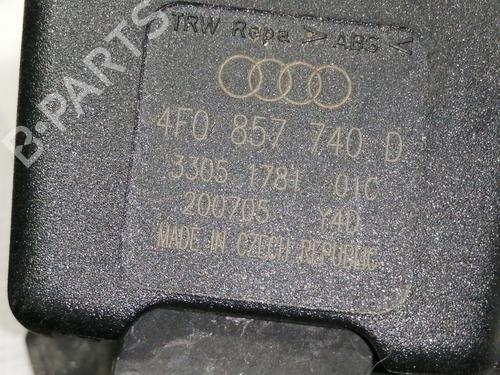 B-PARTS
TRW Repa >ABS<
4F0 857 740 D
3305 1781 01C
200705 Y4D
MADE IN CZECH REPUBLIC